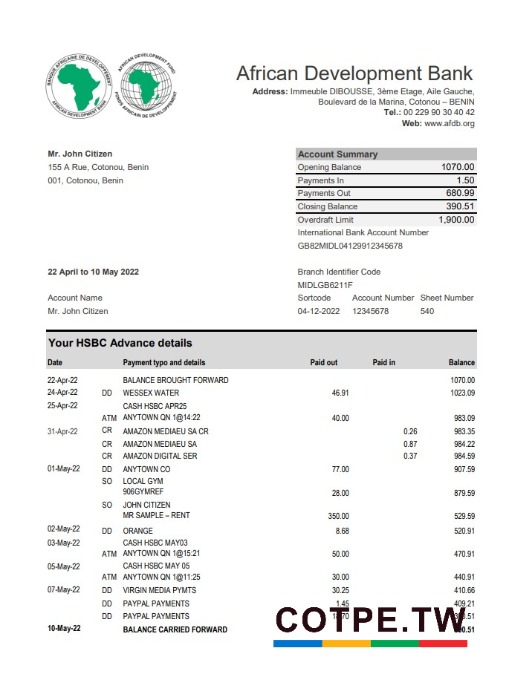 BANQUE AFRICAINE DE DEVELOPPEMENT
AFRICAN DEVELOPMENT BANK
AFRICAN DEVELOPMENT FUND
FONDS AFRICAIN DE DEVELOPPEMENT
African Development Bank
Address: Immeuble DIBOUSSE, 3ème Etage, Aile Gauche,
Boulevard de la Marina, Cotonou – BENIN
Tel.: 00 229 90 30 40 42
Web: www.afdb.org
Mr. John Citizen
155 A Rue, Cotonou, Benin
001, Cotonou, Benin
Account Summary
Opening Balance 1070.00
Payments In 1.50
Payments Out 680.99
Closing Balance 390.51
Overdraft Limit 1,900.00
International Bank Account Number
GB82MIDL04129912345678
22 April to 10 May 2022
Branch Identifier Code
MIDLGB6211F
Account Name
Mr. John Citizen
Sortcode Account Number Sheet Number
04-12-2022 12345678 540
Your HSBC Advance details
Date Payment typo and details Paid out Paid in Balance
22-Apr-22 BALANCE BROUGHT FORWARD 1070.00
24-Apr-22 DD WESSEX WATER 46.91 1023.09
25-Apr-22 CASH HSBC APR25
ATM ANYTOWN QN 1@14:22 40.00 983.09
31-Apr-22 CR AMAZON MEDIAEU SA CR 0.26 983.35
CR AMAZON MEDIAEU SA 0.87 984.22
CR AMAZON DIGITAL SER 0.37 984.59
01-May-22 DD ANYTOWN CO 77.00 907.59
SO LOCAL GYM
906GYMREF 28.00 879.59
SO JOHN CITIZEN
MR SAMPLE – RENT 350.00 529.59
02-May-22 DD ORANGE 8.68 520.91
03-May-22 CASH HSBC MAY03
ATM ANYTOWN QN 1@15:21 50.00 470.91
05-May-22 CASH HSBC MAY 05
ATM ANYTOWN QN 1@11:25 30.00 440.91
07-May-22 DD VIRGIN MEDIA PYMTS 30.25 410.66
DD PAYPAL PAYMENTS 1.45 409.21
DD PAYPAL PAYMENTS
10-May-22 BALANCE CARRIED FORWARD
COTPE.TW